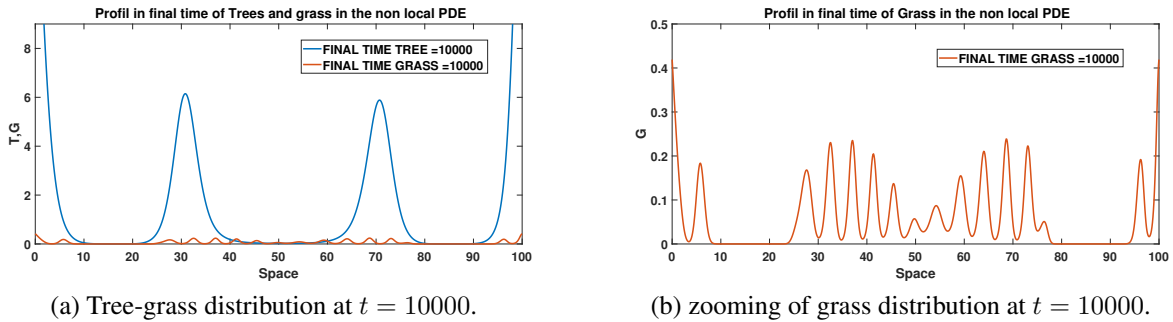 Profil in final time of Trees and grass in the non local PDE
8
6
4
2
0
T,G
FINAL TIME TREE =10000
FINAL TIME GRASS =10000
0 10 20 30 40 50 60 70 80 90 100
Space
(a) Tree-grass distribution at t = 10000.
Profil in final time of Grass in the non local PDE
0.5
0.4
0.3
0.2
0.1
0
G
FINAL TIME GRASS =10000
0 10 20 30 40 50 60 70 80 90 100
Space
(b) zooming of grass distribution at t = 10000.